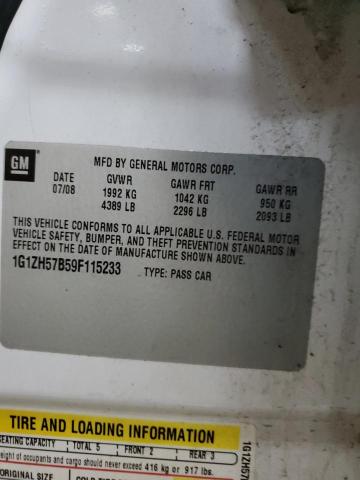 GM
MFD BY GENERAL MOTORS CORP.
DATE GVWR GAWR FRT GAWR RR
07/08 1992 KG 1042 KG 950 KG
4389 LB 2296 LB 2093 LB
THIS VEHICLE CONFORMS TO ALL APPLICABLE U.S. FEDERAL MOTOR
VEHICLE SAFETY, BUMPER, AND THEFT PREVENTION STANDARDS IN
EFFECT ON THE DATE OF MANUFACTURE SHOWN ABOVE.
1G1ZH57B59F115233 TYPE: PASS CAR
TIRE AND LOADING INFORMATION
SEATING CAPACITY TOTAL 5 FRONT 2 REAR 3
weight of occupants and cargo should never exceed 416 kg or 917 lbs.
ORIGINAL SIZE
1G1ZH57